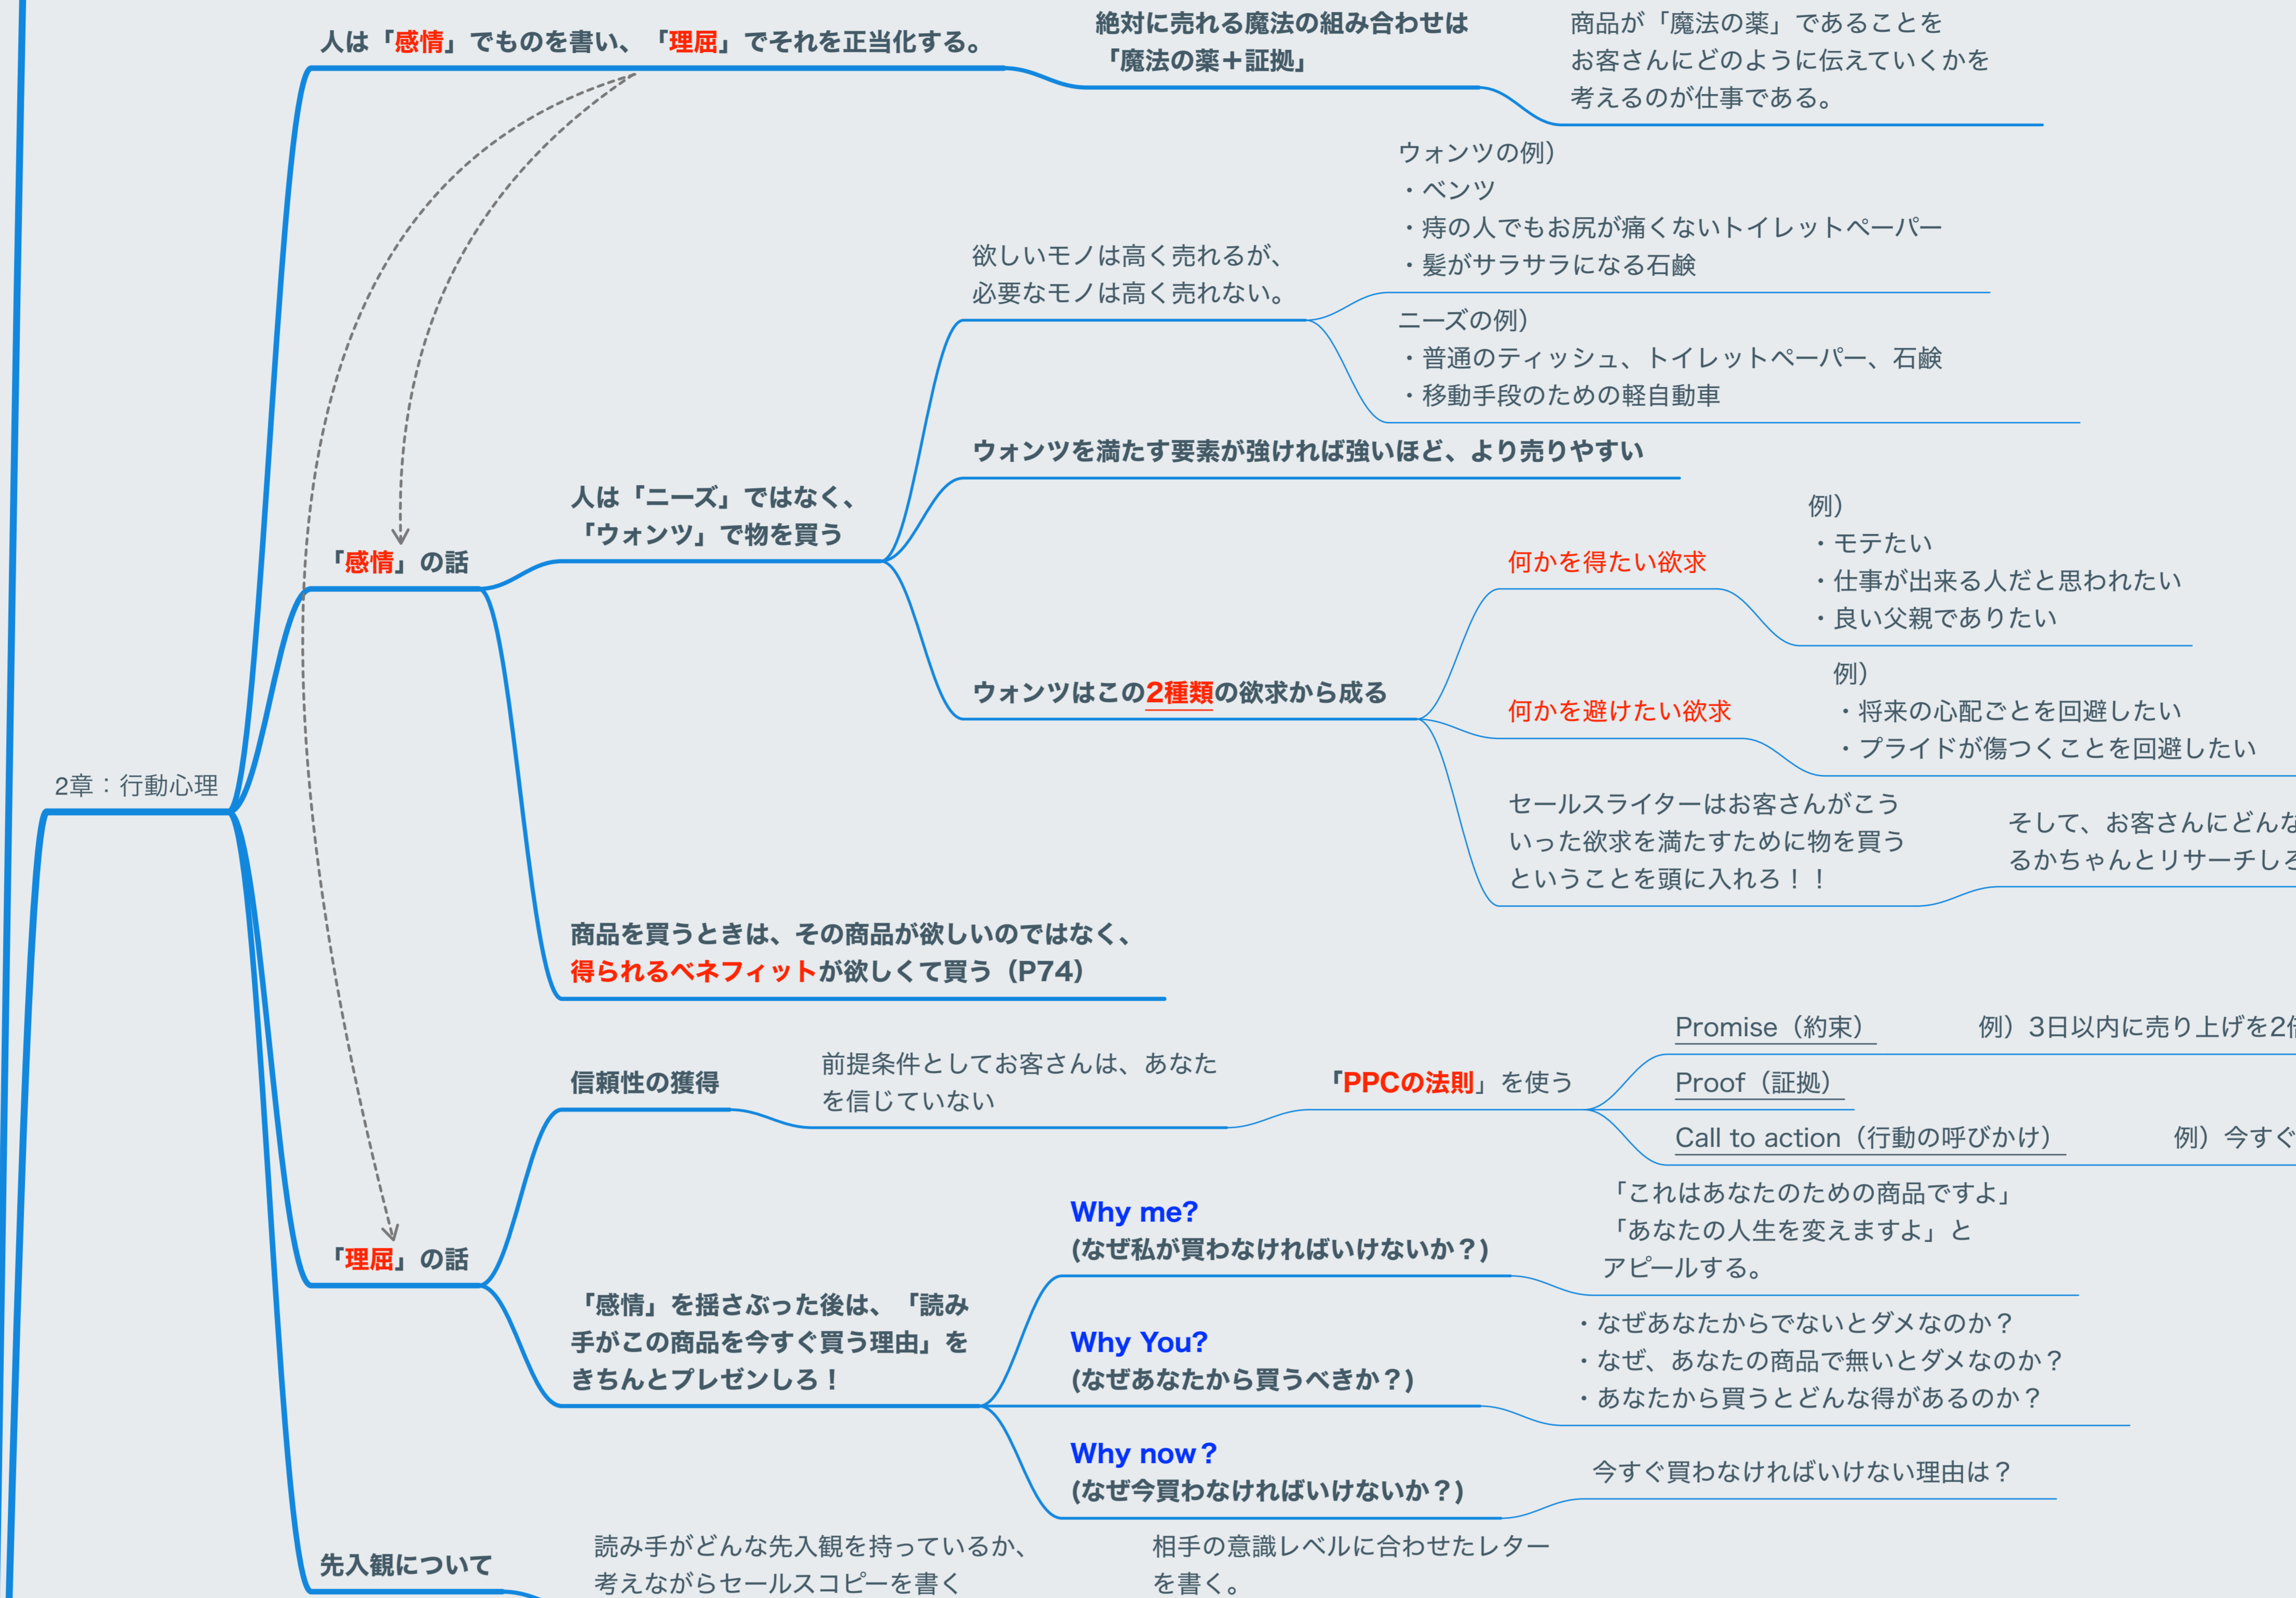 人は「感情」でものを書い、「理屈」でそれを正当化する。
絶対に売れる魔法の組み合わせは
「魔法の薬＋証拠」
商品が「魔法の薬」であることを
お客さんにどのように伝えていくかを
考えるのが仕事である。
ウォンツの例）
・ベンツ
・痔の人でもお尻が痛くないトイレットペーパー
・髪がサラサラになる石鹸
欲しいモノは高く売れるが、
必要なモノは高く売れない。
ニーズの例）
・普通のティッシュ、トイレットペーパー、石鹸
・移動手段のための軽自動車
ウォンツを満たす要素が強ければ強いほど、より売りやすい
人は「ニーズ」ではなく、
「ウォンツ」で物を買う
「感情」の話
例）
・モテたい
・仕事が出来る人だと思われたい
・良い父親でありたい
何かを得たい欲求
ウォンツはこの2種類の欲求から成る
例）
・将来の心配ごとを回避したい
・プライドが傷つくことを回避したい
何かを避けたい欲求
2章：行動心理
セールスライターはお客さんがこう
いった欲求を満たすために物を買う
ということを頭に入れろ！！
そして、お客さんにどんな
るかちゃんとリサーチしろ
商品を買うときは、その商品が欲しいのではなく、
得られるベネフィットが欲しくて買う（P74）
信頼性の獲得
前提条件としてお客さんは、あなた
を信じていない
「PPCの法則」を使う
Promise（約束）
例）3日以内に売り上げを2倍
Proof（証拠）
Call to action（行動の呼びかけ）
例）今すぐ
「理屈」の話
「感情」を揺さぶった後は、「読み
手がこの商品を今すぐ買う理由」を
きちんとプレゼンしろ！
Why me?
(なぜ私が買わなければいけないか？)
「これはあなたのための商品ですよ」
「あなたの人生を変えますよ」と
アピールする。
Why You?
(なぜあなたから買うべきか？)
・なぜあなたからでないとダメなのか？
・なぜ、あなたの商品で無いとダメなのか？
・あなたから買うとどんな得があるのか？
Why now？
(なぜ今買わなければいけないか？)
今すぐ買わなければいけない理由は？
先入観について
読み手がどんな先入観を持っているか、
考えながらセールスコピーを書く
相手の意識レベルに合わせたレター
を書く。